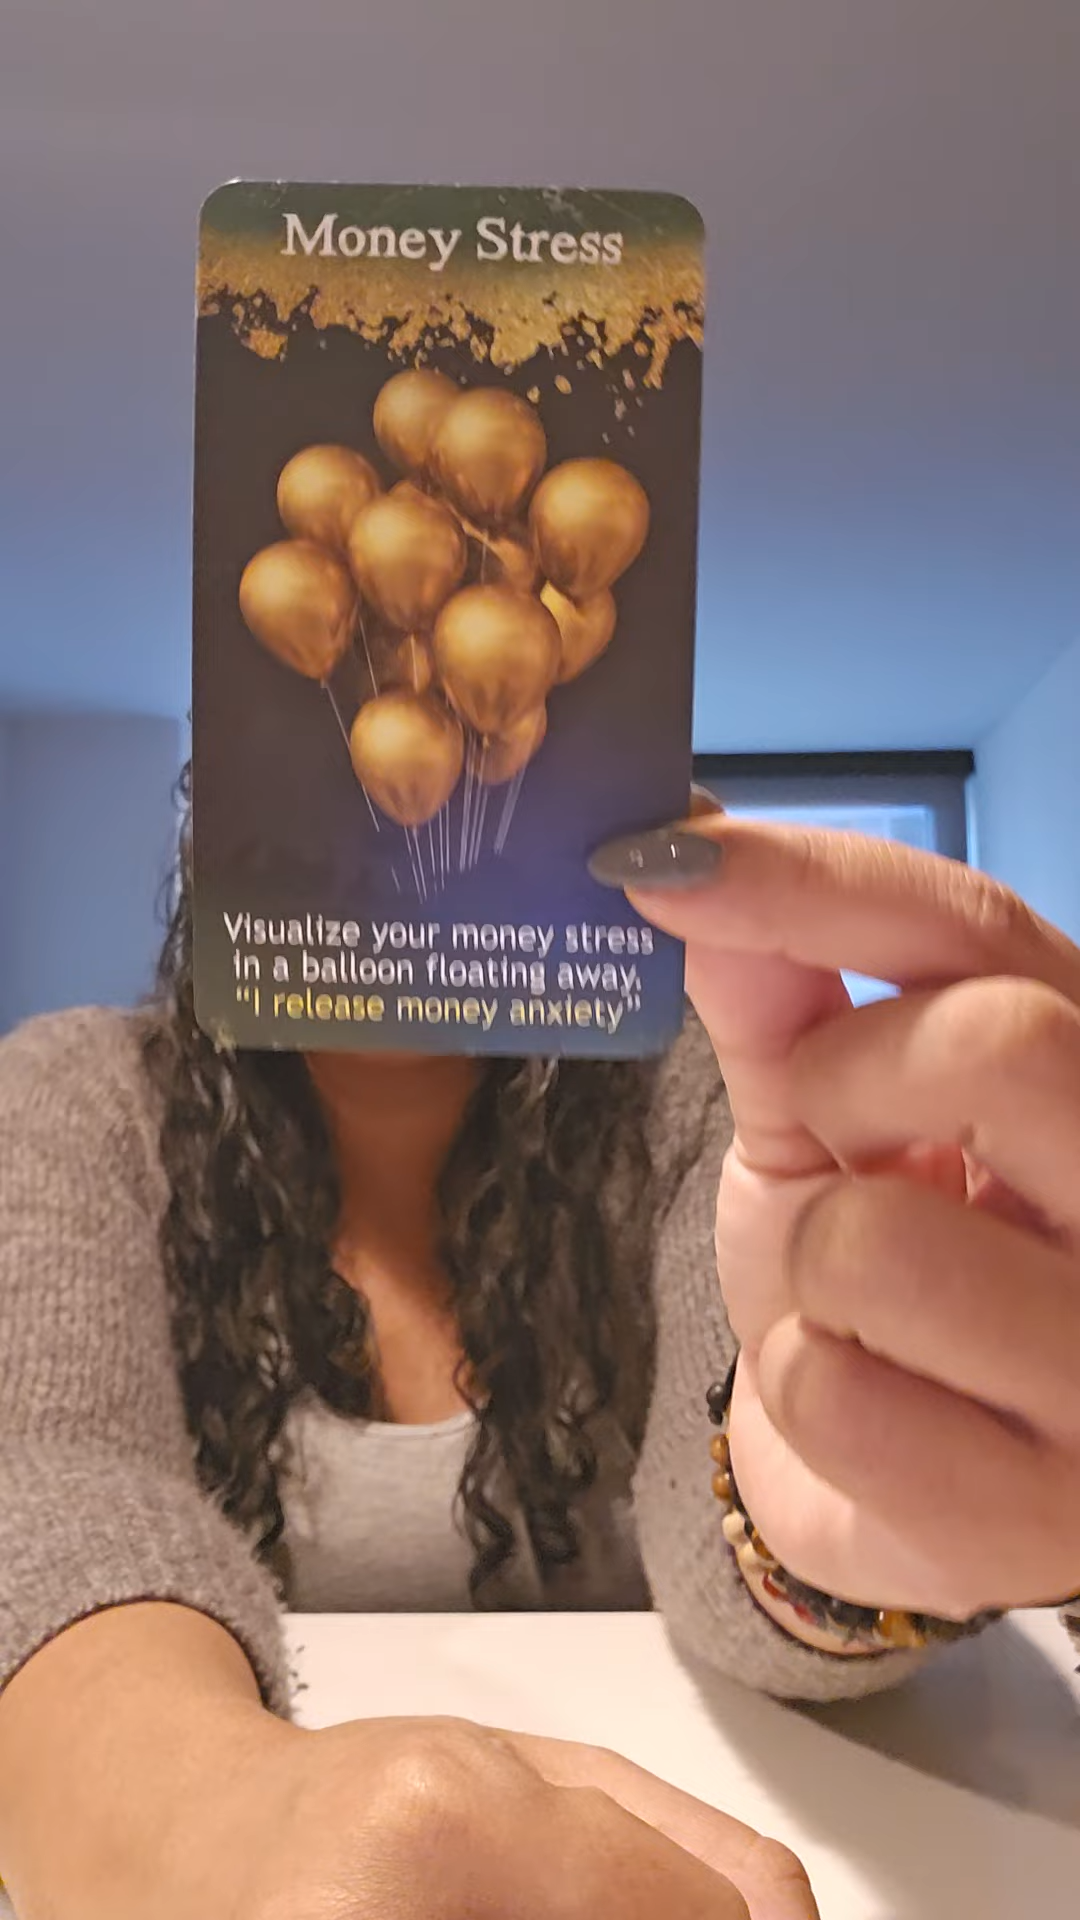 Money Stress
Visualize your money stress
in a balloon floating away.
“I release money anxiety”